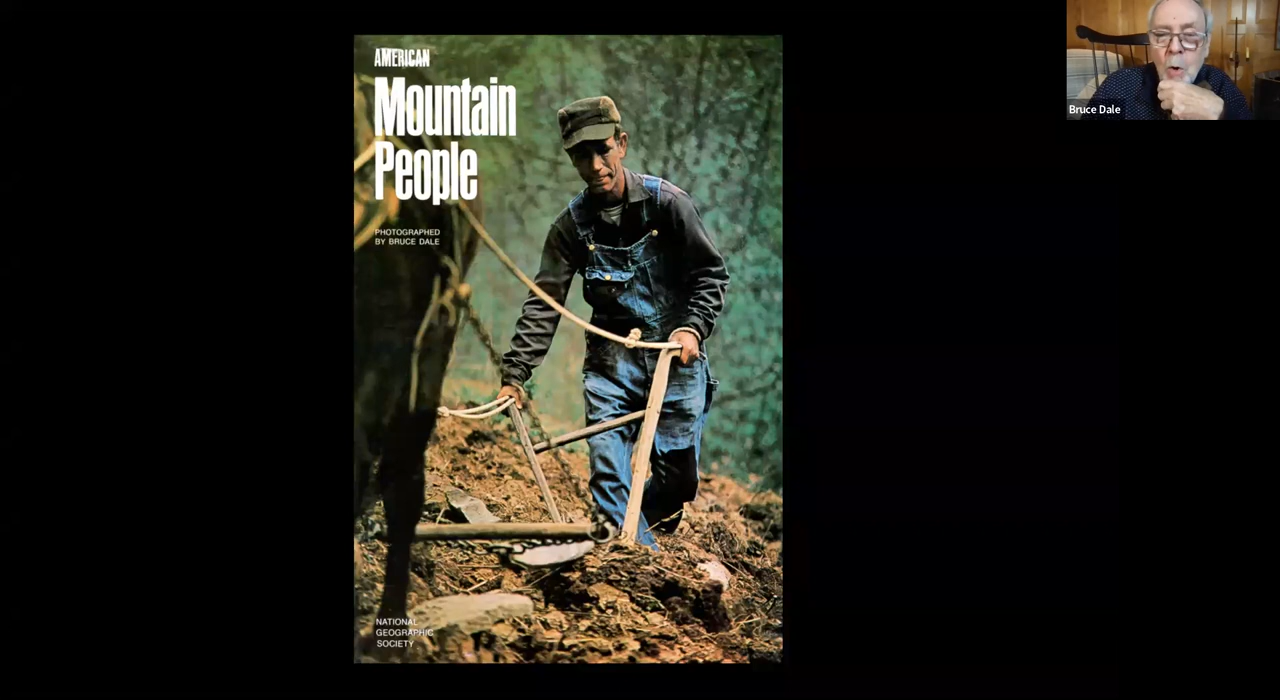 AMERICAN
Mountain
People
PHOTOGRAPHED
BY BRUCE DALE
NATIONAL
GEOGRAPHIC
SOCIETY
Bruce Dale